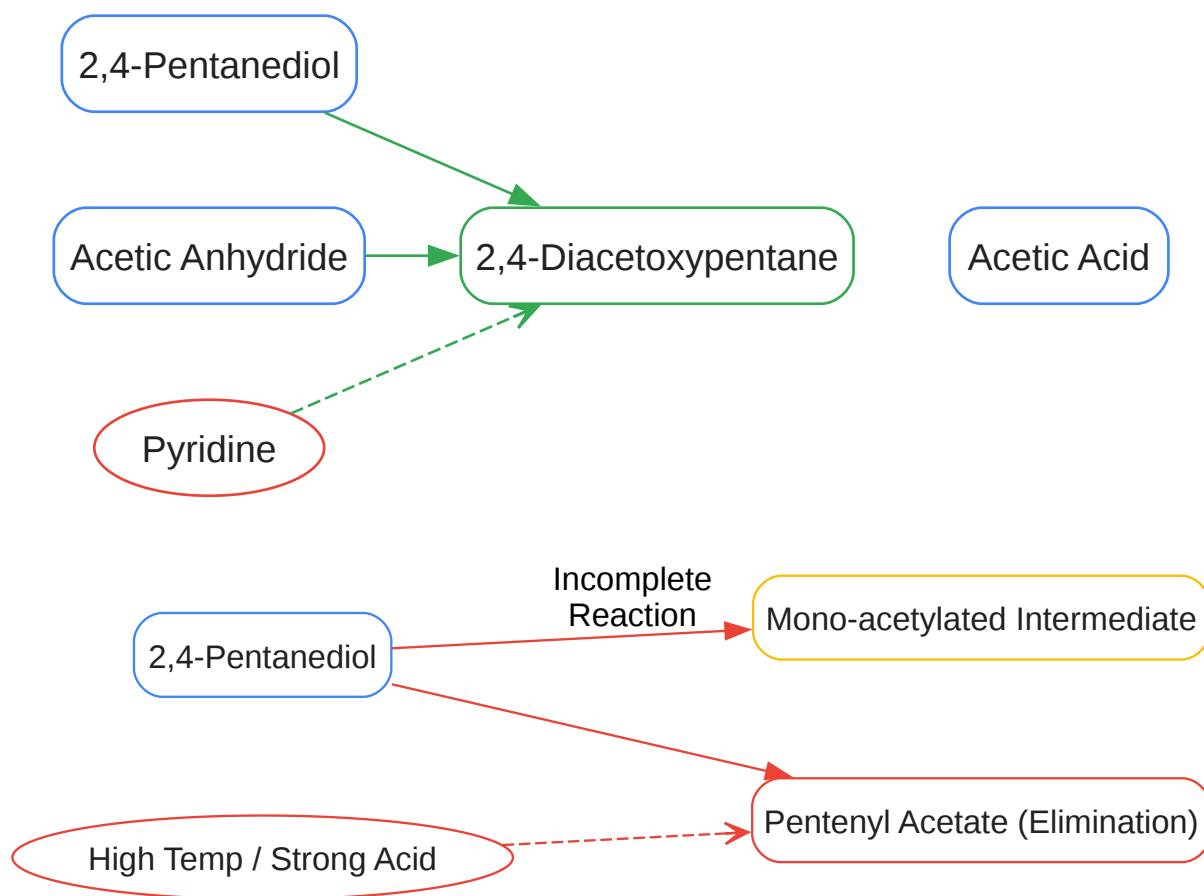 2,4-Pentanediol
Acetic Anhydride
2,4-Diacetoxypentane
Acetic Acid
Pyridine
Incomplete
Reaction
Mono-acetylated Intermediate
2,4-Pentanediol
Pentenyl Acetate (Elimination)
High Temp / Strong Acid